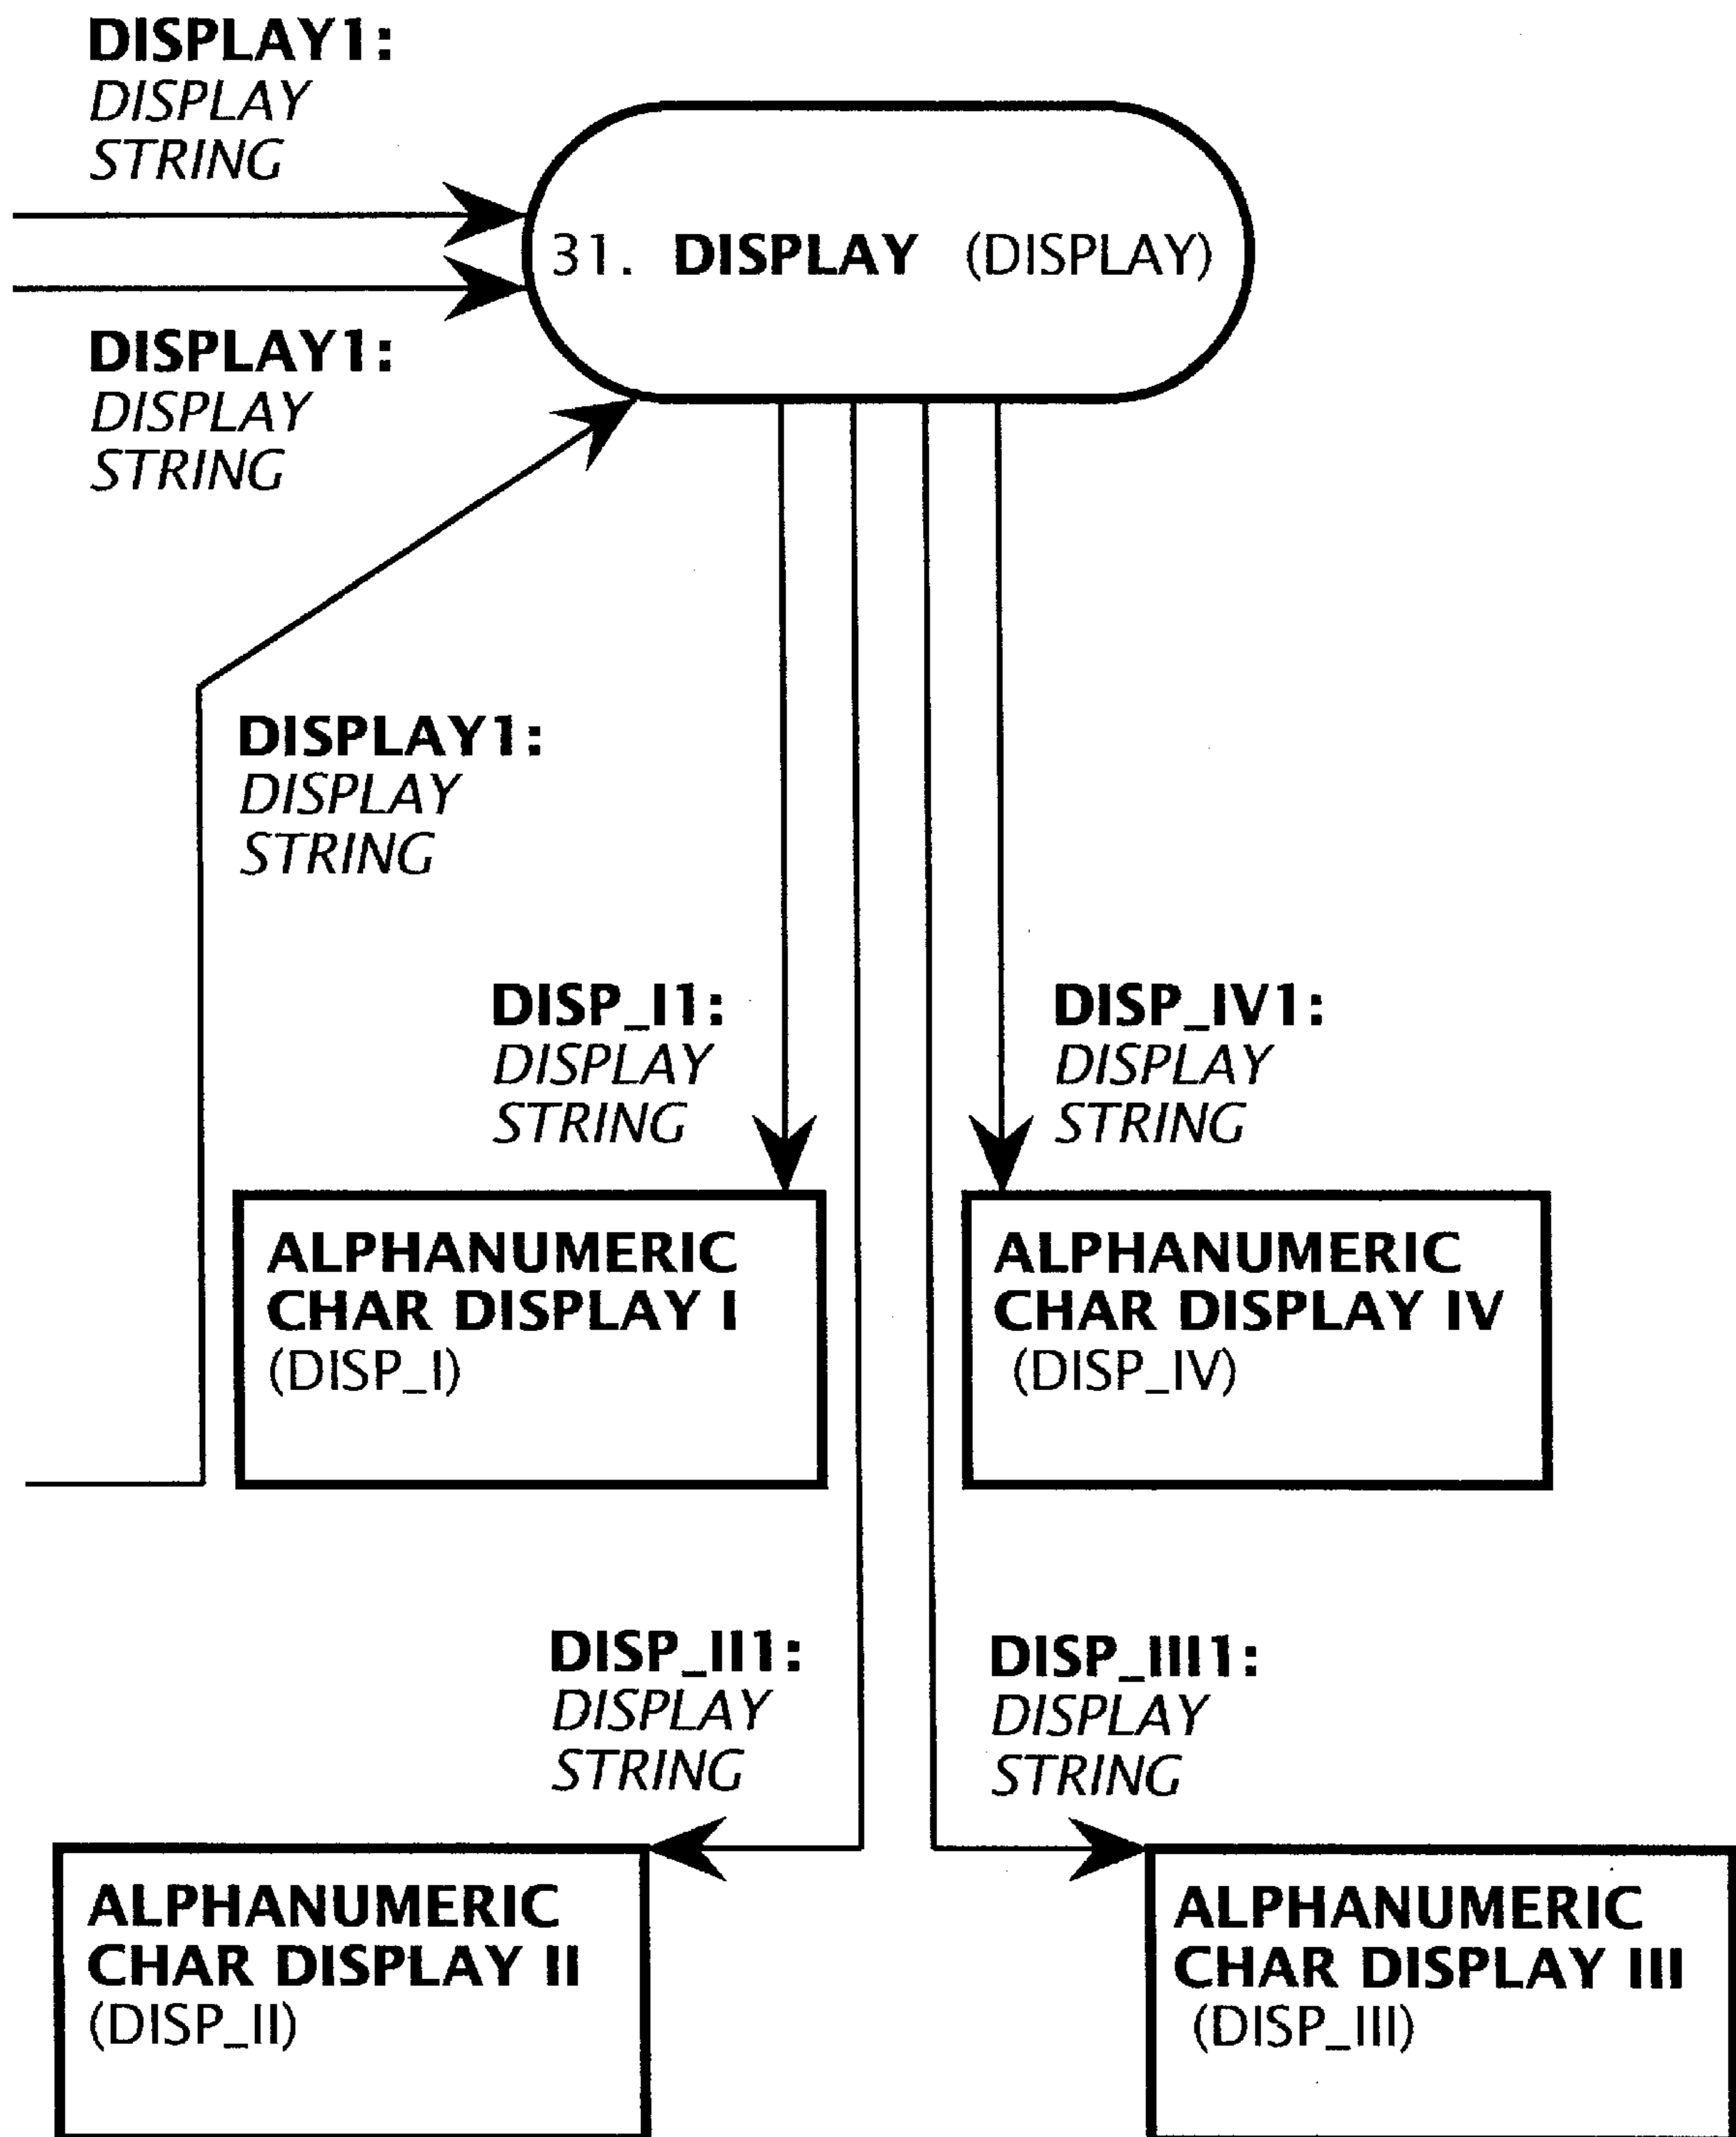 DISPLAY1:
DISPLAY
STRING
31. DISPLAY (DISPLAY)
DISPLAY1:
DISPLAY
STRING
DISPLAY1:
DISPLAY
STRING
DISP_I1:
DISPLAY
STRING
DISP_IV1:
DISPLAY
STRING
ALPHANUMERIC
CHAR DISPLAY I
(DISP_I)
ALPHANUMERIC
CHAR DISPLAY IV
(DISP_IV)
DISP_II1:
DISPLAY
STRING
DISP_III1:
DISPLAY
STRING
ALPHANUMERIC
CHAR DISPLAY II
(DISP_II)
ALPHANUMERIC
CHAR DISPLAY III
(DISP_III)